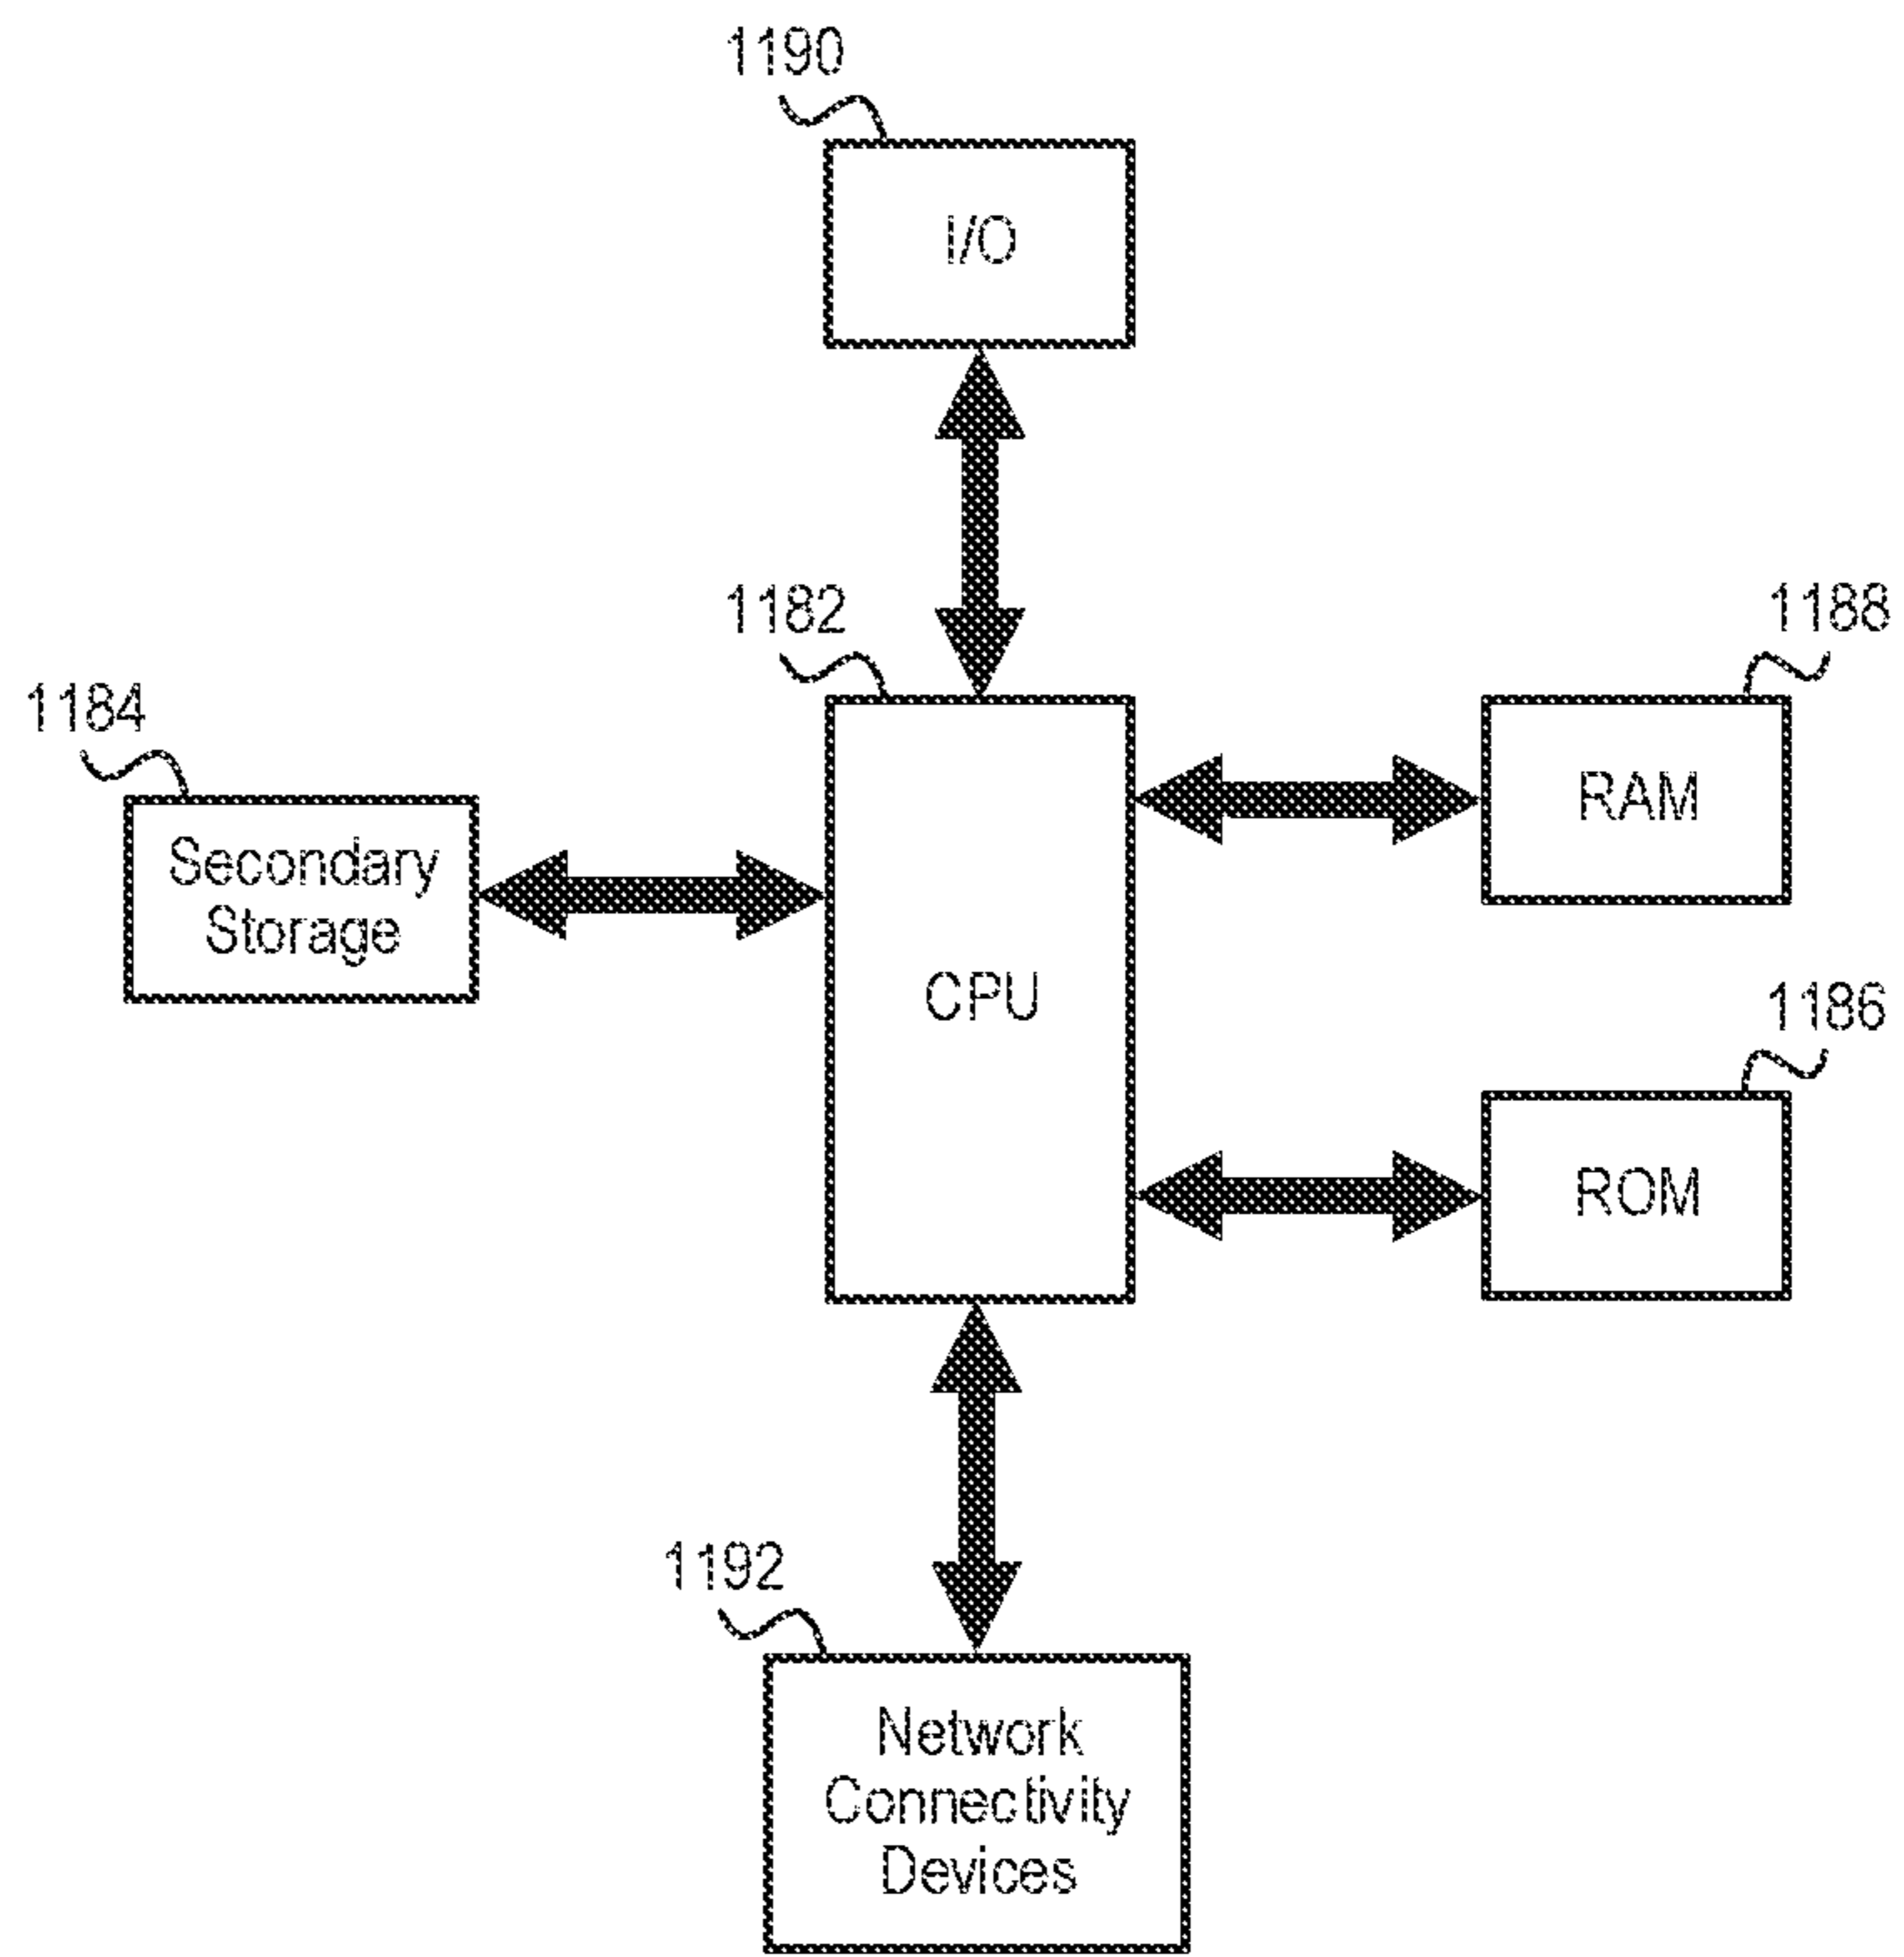 1190
I/O
1182
1188
1184
RAM
Secondary
Storage
CPU
1186
ROM
1192
Network
Connectivity
Devices